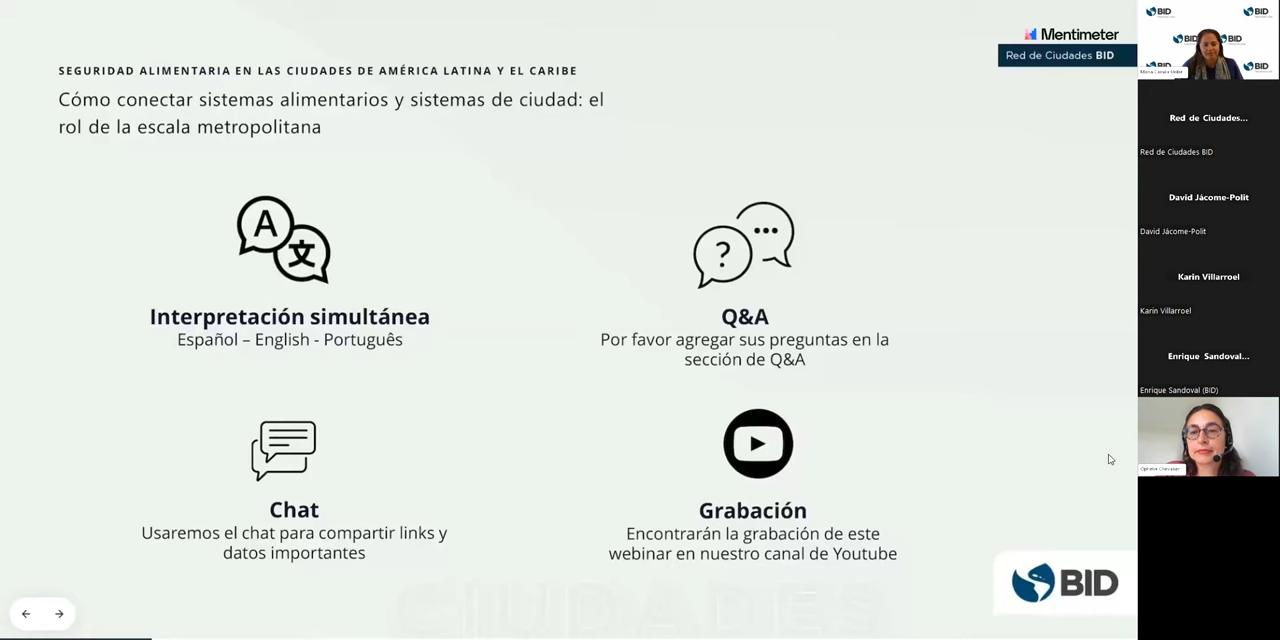 Mentimeter
Red de Ciudades BID
SEGURIDAD ALIMENTARIA EN LAS CIUDADES DE AMÉRICA LATINA Y EL CARIBE
Cómo conectar sistemas alimentarios y sistemas de ciudad: el
rol de la escala metropolitana
A
文
Interpretación simultánea
Español – English - Português
?
Q&A
Por favor agregar sus preguntas en la
sección de Q&A
Chat
Usaremos el chat para compartir links y
datos importantes
Grabación
Encontrarán la grabación de este
webinar en nuestro canal de Youtube
CIUDADES
BID
BID
BID
BID
BID
BID
Red de Ciudades...
Red de Ciudades BID
David Jácome-Polit
David Jácome-Polit
Karin Villarroel
Karin Villarroel
Enrique Sandoval...
Enrique Sandoval (BID)